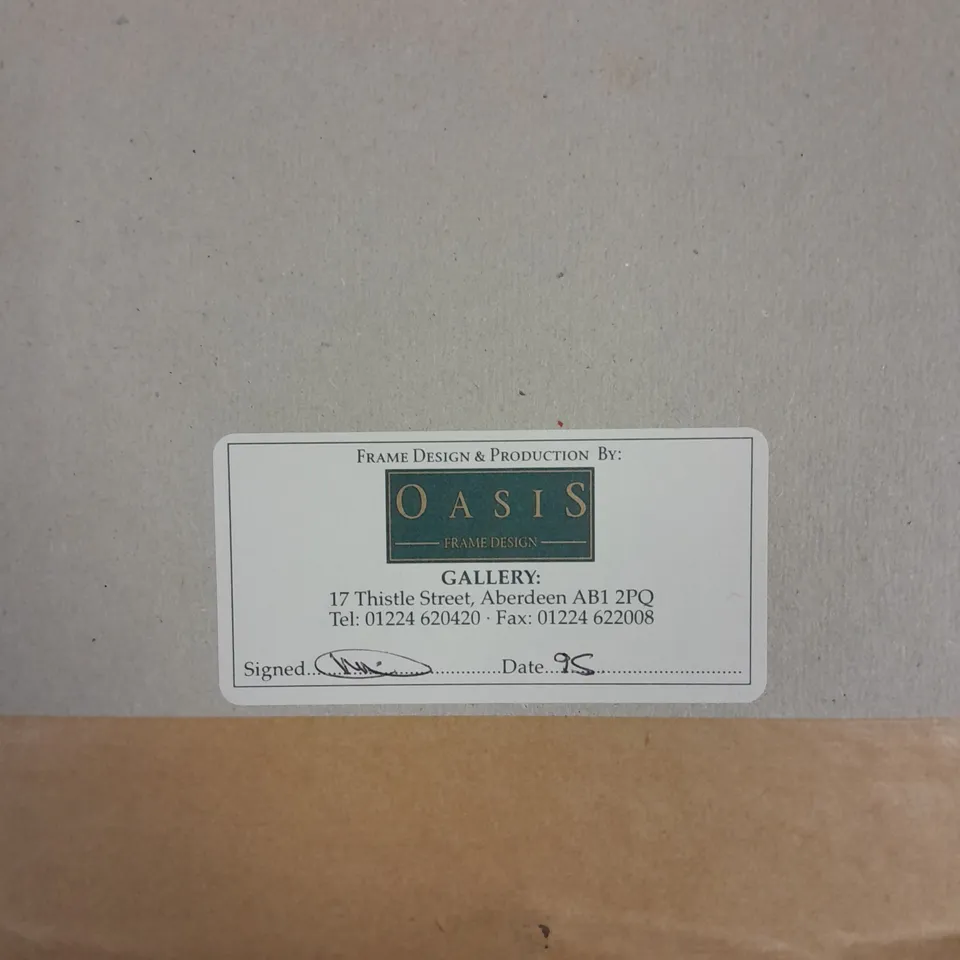 FRAME DESIGN & PRODUCTION BY:
OASIS
FRAME DESIGN
GALLERY:
17 Thistle Street, Aberdeen AB1 2PQ
Tel: 01224 620420 · Fax: 01224 622008
Signed.......................Date..95..........................